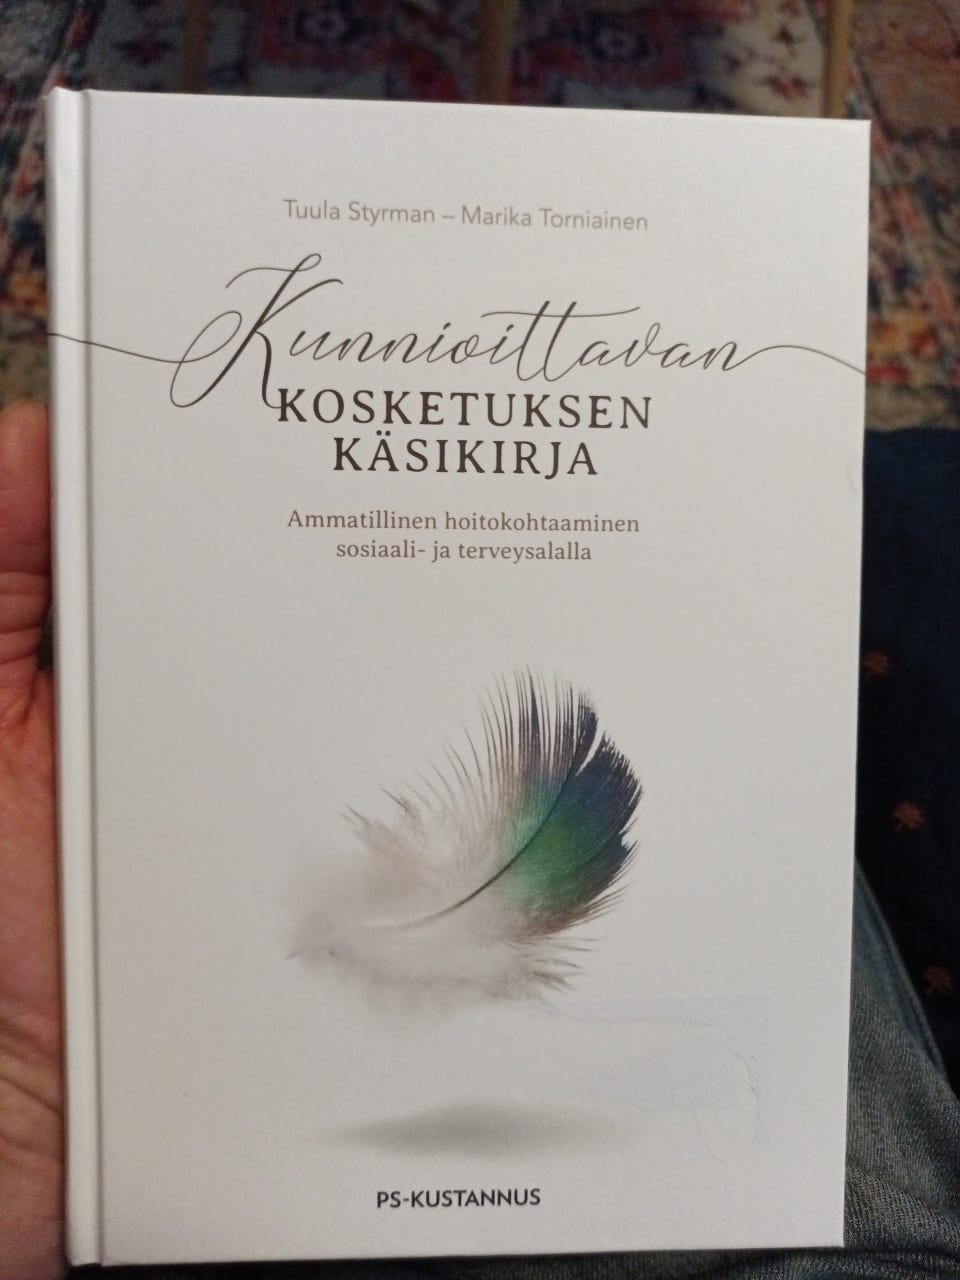 Tuula Styrman – Marika Torniainen
Kunnioittavan
KOSKETUKSEN
KÄSIKIRJA
Ammatillinen hoitokohtaaminen
sosiaali- ja terveysalalla
PS-KUSTANNUS